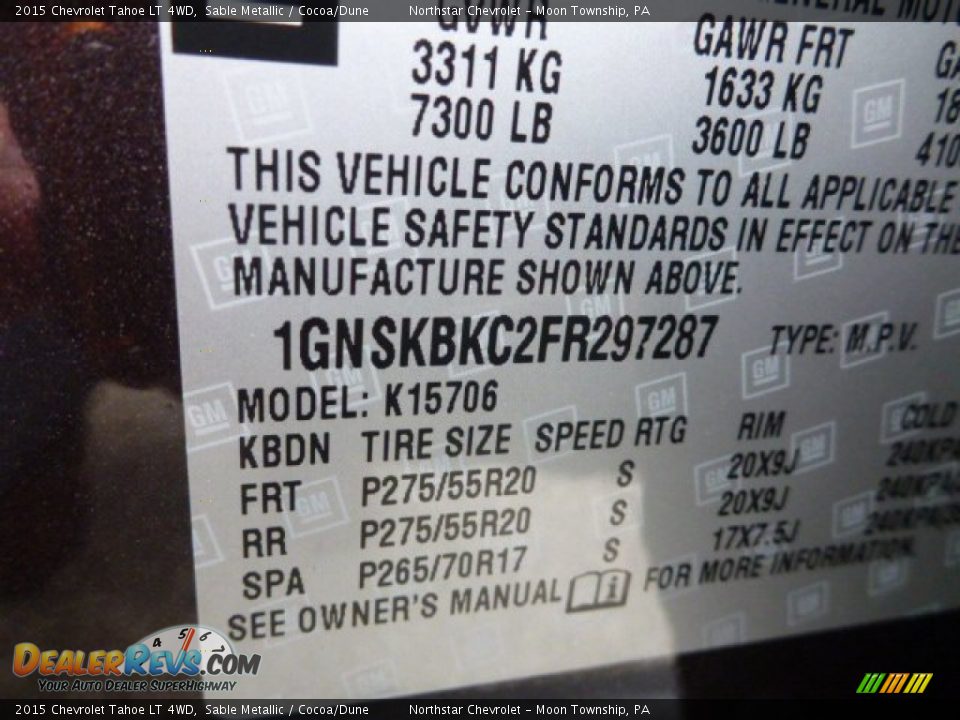 2015 Chevrolet Tahoe LT 4WD, Sable Metallic / Cocoa/Dune Northstar Chevrolet – Moon Township, PA
GVWR GAWR FRT
3311 KG 1633 KG
7300 LB 3600 LB
THIS VEHICLE CONFORMS TO ALL APPLICABLE
VEHICLE SAFETY STANDARDS IN EFFECT ON THE
MANUFACTURE SHOWN ABOVE.
1GNSKBKC2FR297287 TYPE: M.P.V.
MODEL: K15706
KBDN TIRE SIZE SPEED RTG RIM COLD
FRT P275/55R20 S 20X9J
RR P275/55R20 S 20X9J
SPA P265/70R17 S 17X7.5J
SEE OWNER'S MANUAL FOR MORE INFORMATION.
DEALERREVS.COM
YOUR AUTO DEALER SUPERHIGHWAY
2015 Chevrolet Tahoe LT 4WD, Sable Metallic / Cocoa/Dune Northstar Chevrolet – Moon Township, PA